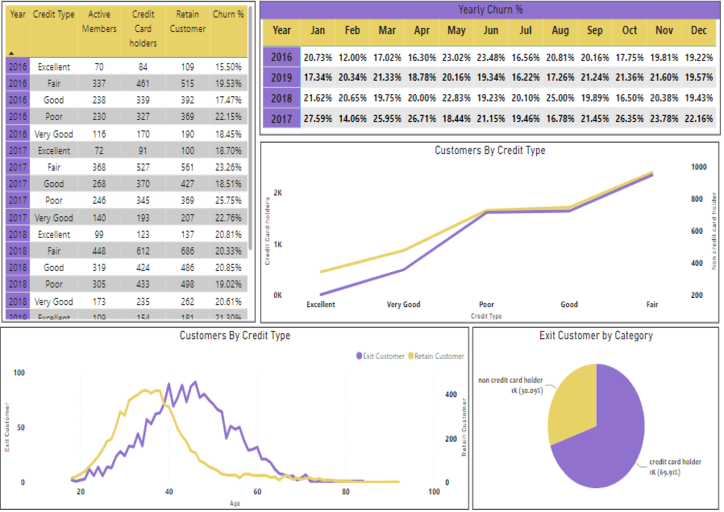 Year Credit Type Active Members Credit Card holders Retain Customer Churn %
2016 Excellent 70 84 109 15.50%
2016 Fair 337 461 515 19.53%
2016 Good 238 339 392 17.47%
2016 Poor 230 327 369 22.15%
2016 Very Good 116 170 190 18.45%
2017 Excellent 72 91 100 18.70%
2017 Fair 368 527 561 23.26%
2017 Good 268 370 427 18.51%
2017 Poor 246 345 369 25.75%
2017 Very Good 140 193 207 22.76%
2018 Excellent 99 123 137 20.81%
2018 Fair 448 612 686 20.33%
2018 Good 319 424 486 20.85%
2018 Poor 305 433 498 19.02%
2018 Very Good 173 235 262 20.61%
2019 Excellent 109 154 181 21.30%
Yearly Churn %
Year Jan Feb Mar Apr May Jun Jul Aug Sep Oct Nov Dec
2016 20.73% 12.00% 17.02% 16.30% 23.02% 23.48% 16.56% 20.81% 20.16% 17.75% 19.81% 19.22%
2019 17.34% 20.34% 21.33% 18.78% 20.16% 19.34% 16.22% 17.26% 21.24% 21.36% 21.60% 19.57%
2018 21.62% 20.65% 19.75% 20.00% 22.83% 19.23% 20.10% 25.00% 19.89% 16.50% 20.38% 19.43%
2017 27.59% 14.06% 25.95% 26.71% 18.44% 21.15% 19.46% 16.78% 21.45% 26.35% 23.78% 22.16%
Customers By Credit Type
Credit Card holders
2K
1K
0K
Excellent Very Good Poor Good Fair
Credit Type
1000
800
600
400
200
Non credit card holder
Customers By Credit Type
Exit Customer Retain Customer
Exit Customer
100
50
0
20 40 60 80 100
Age
400
200
0
Retain Customer
Exit Customer by Category
non credit card holder
1K (30.09%)
credit card holder
1K (69.91%)